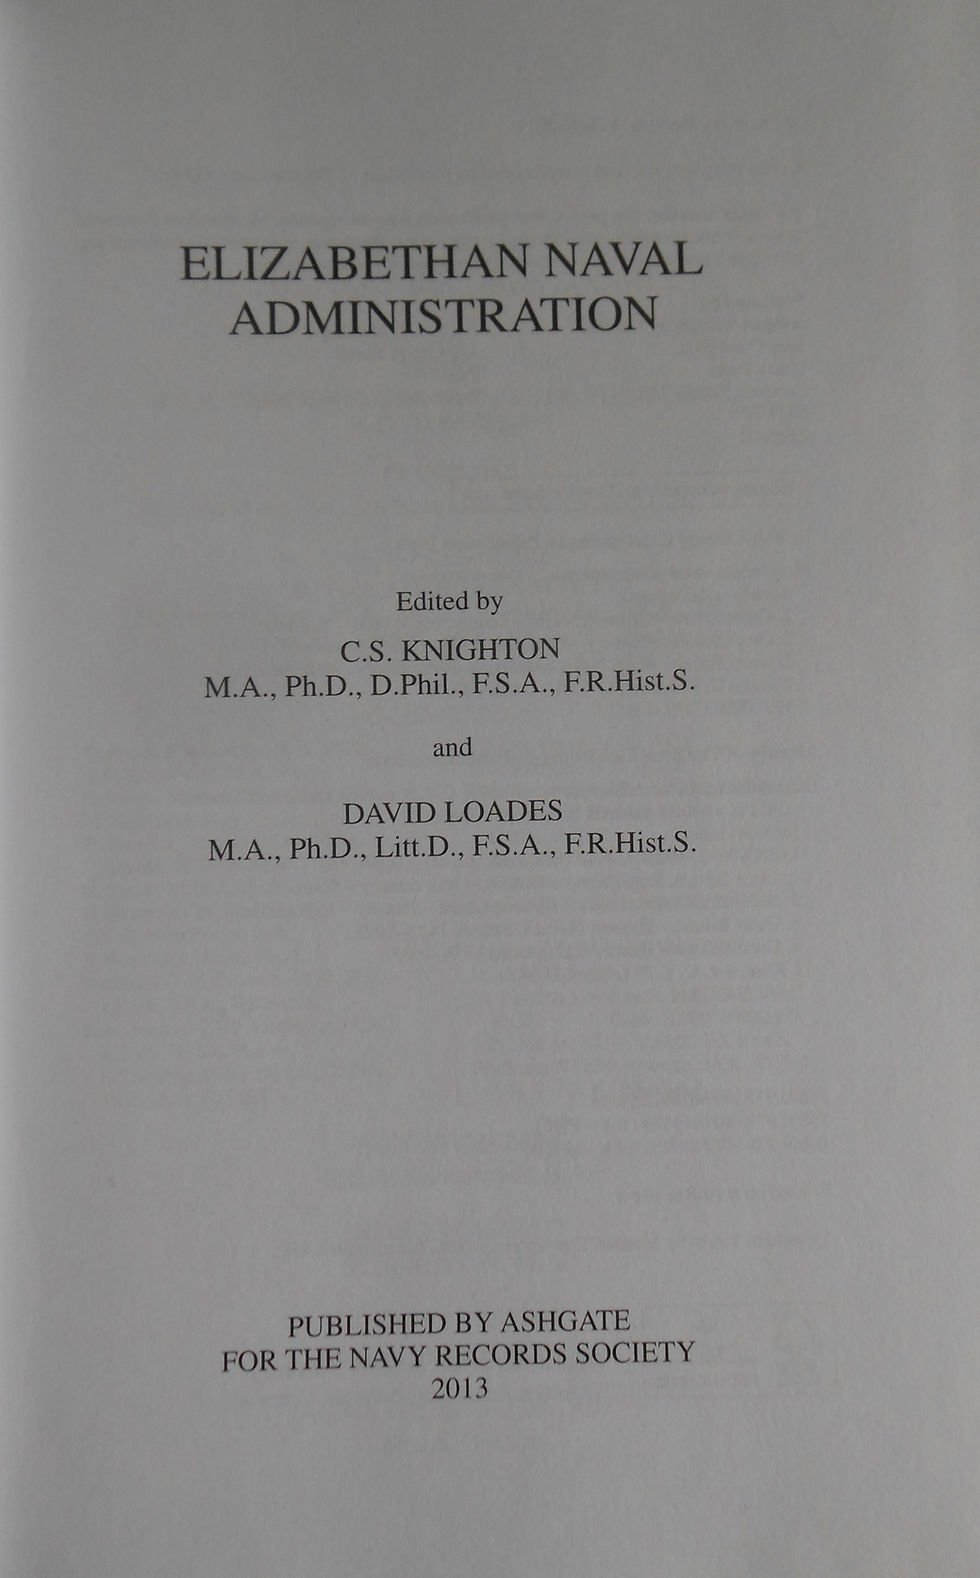 ELIZABETHAN NAVAL
ADMINISTRATION
Edited by
C.S. KNIGHTON
M.A., Ph.D., D.Phil., F.S.A., F.R.Hist.S.
and
DAVID LOADES
M.A., Ph.D., Litt.D., F.S.A., F.R.Hist.S.
PUBLISHED BY ASHGATE
FOR THE NAVY RECORDS SOCIETY
2013